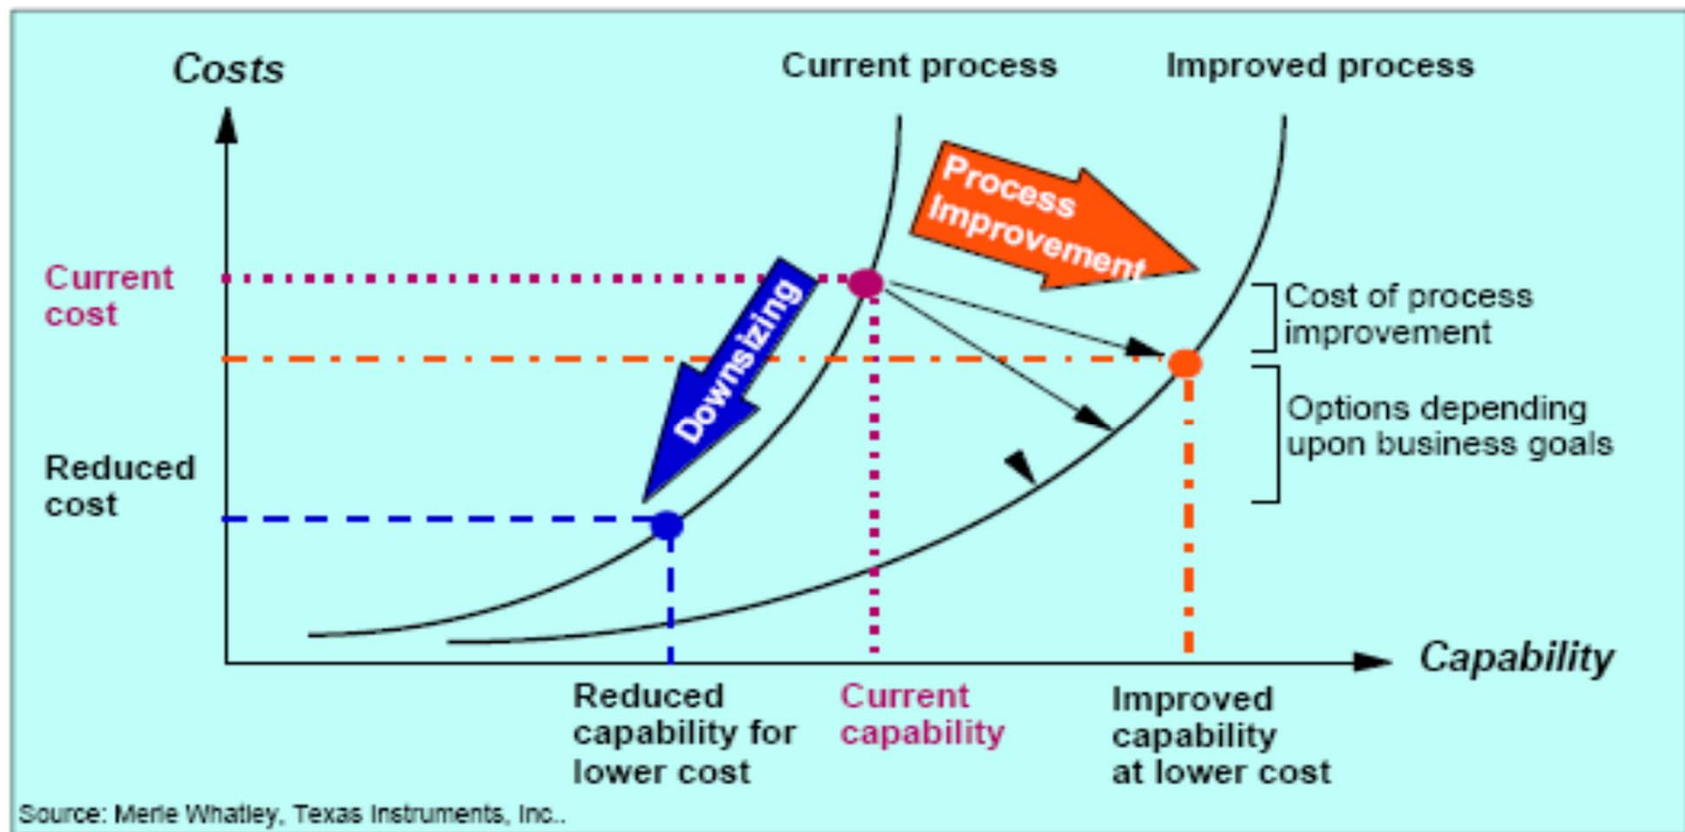 Costs
Current process
Improved process
Process
Improvement
Current
cost
Downsizing
Cost of process
improvement
Options depending
upon business goals
Reduced
cost
Capability
Reduced
capability for
lower cost
Current
capability
Improved
capability
at lower cost
Source: Merle Whatley, Texas Instruments, Inc..